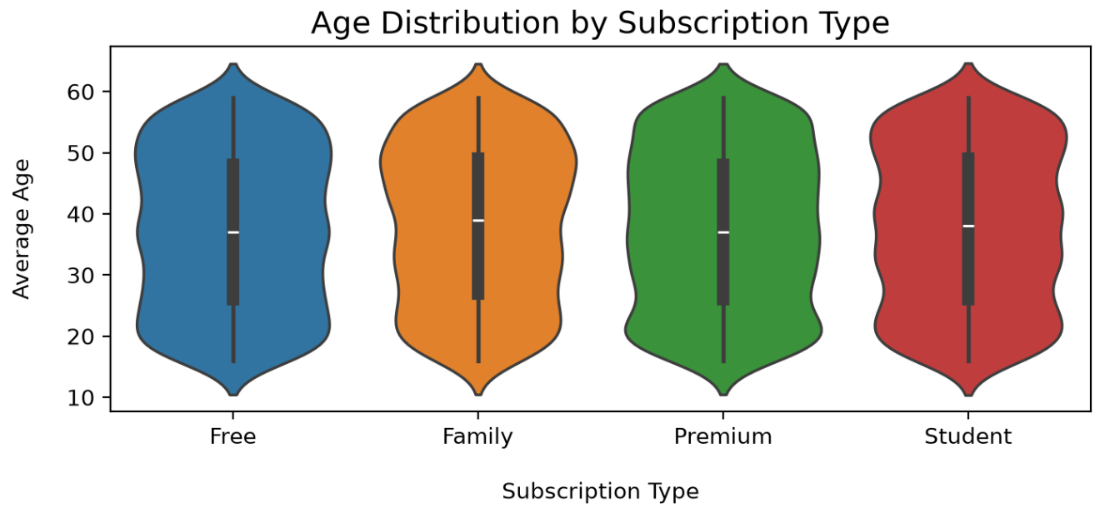 Age Distribution by Subscription Type
Average Age
60
50
40
30
20
10
Free Family Premium Student
Subscription Type